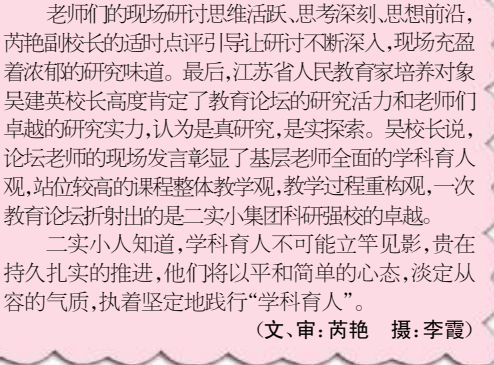 老师们的现场研讨思维活跃、思考深刻、思想前沿，
芮艳副校长的适时点评引导让研讨不断深入，现场充盈
着浓郁的研究味道。最后，江苏省人民教育家培养对象
吴建英校长高度肯定了教育论坛的研究活力和老师们
卓越的研究实力，认为是真研究，是实探索。吴校长说，
论坛老师的现场发言彰显了基层老师全面的学科育人
观，站位较高的课程整体教学观，教学过程重构观，一次
教育论坛折射出的是二实小集团科研强校的卓越。
二实小人知道，学科育人不可能立竿见影，贵在
持久扎实的推进，他们将以平和简单的心态，淡定从
容的气质，执着坚定地践行“学科育人”。
（文、审：芮艳　摄：李霞）